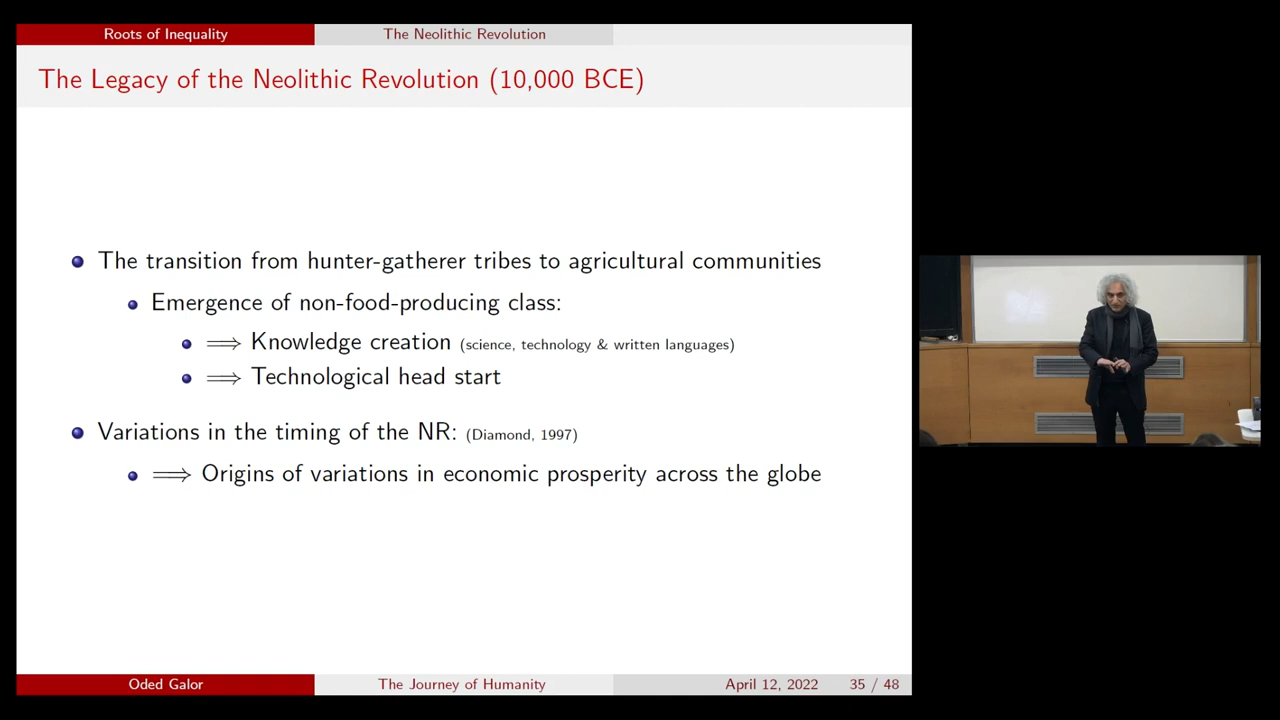 Roots of Inequality The Neolithic Revolution
The Legacy of the Neolithic Revolution (10,000 BCE)
The transition from hunter-gatherer tribes to agricultural communities
Emergence of non-food-producing class:
⟹ Knowledge creation (science, technology & written languages)
⟹ Technological head start
Variations in the timing of the NR: (Diamond, 1997)
⟹ Origins of variations in economic prosperity across the globe
Oded Galor The Journey of Humanity April 12, 2022 35 / 48